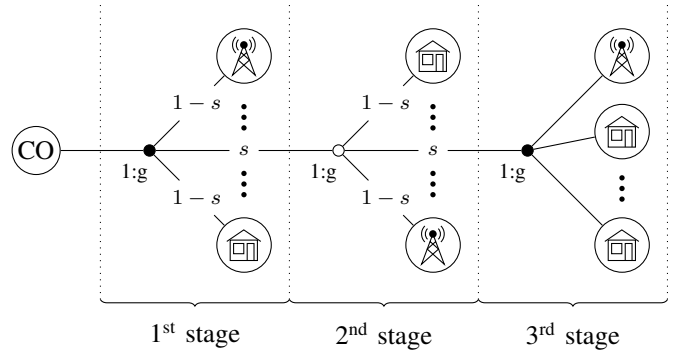 1 − s
1 − s
CO
s
s
1:g
1:g
1:g
1 − s
1 − s
1st stage
2nd stage
3rd stage